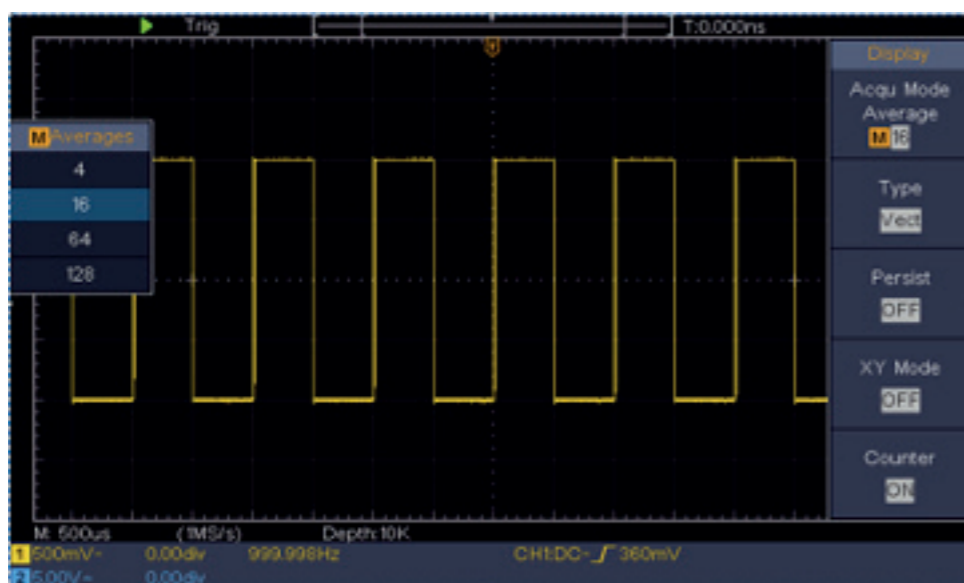 Trig T:0.000ns
Display
Acqu Mode
Average
M 16
M Averages
4
16
64
128
Type
Vect
Persist
OFF
XY Mode
OFF
Counter
ON
M: 500us (1MS/s) Depth:10K
1 500mV~ 0.00div 999.998Hz CH1:DC- 360mV
2 5.00V~ 0.00div